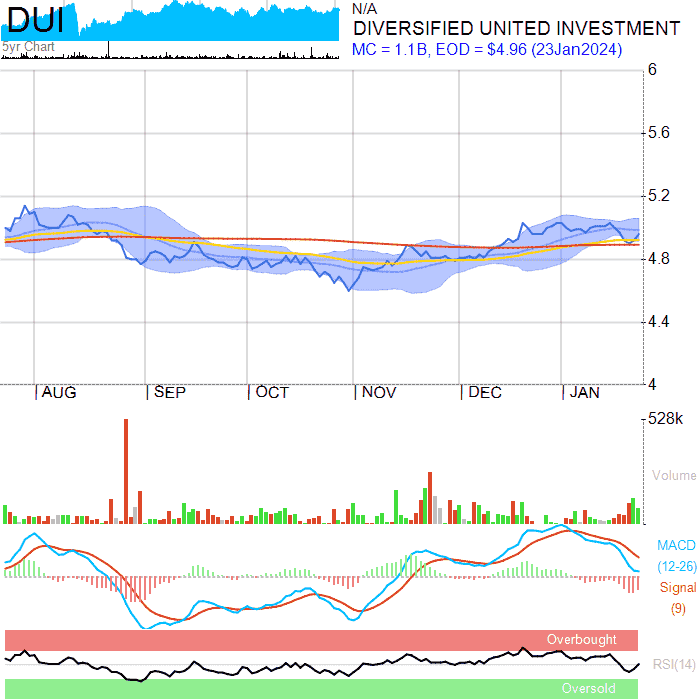 DUI
5yr Chart
N/A
DIVERSIFIED UNITED INVESTMENT
MC = 1.1B, EOD = $4.96 (23Jan2024)
6
5.6
5.2
4.8
4.4
4
AUG SEP OCT NOV DEC JAN
528k
Volume
MACD
(12-26)
Signal
(9)
Overbought
RSI(14)
Oversold